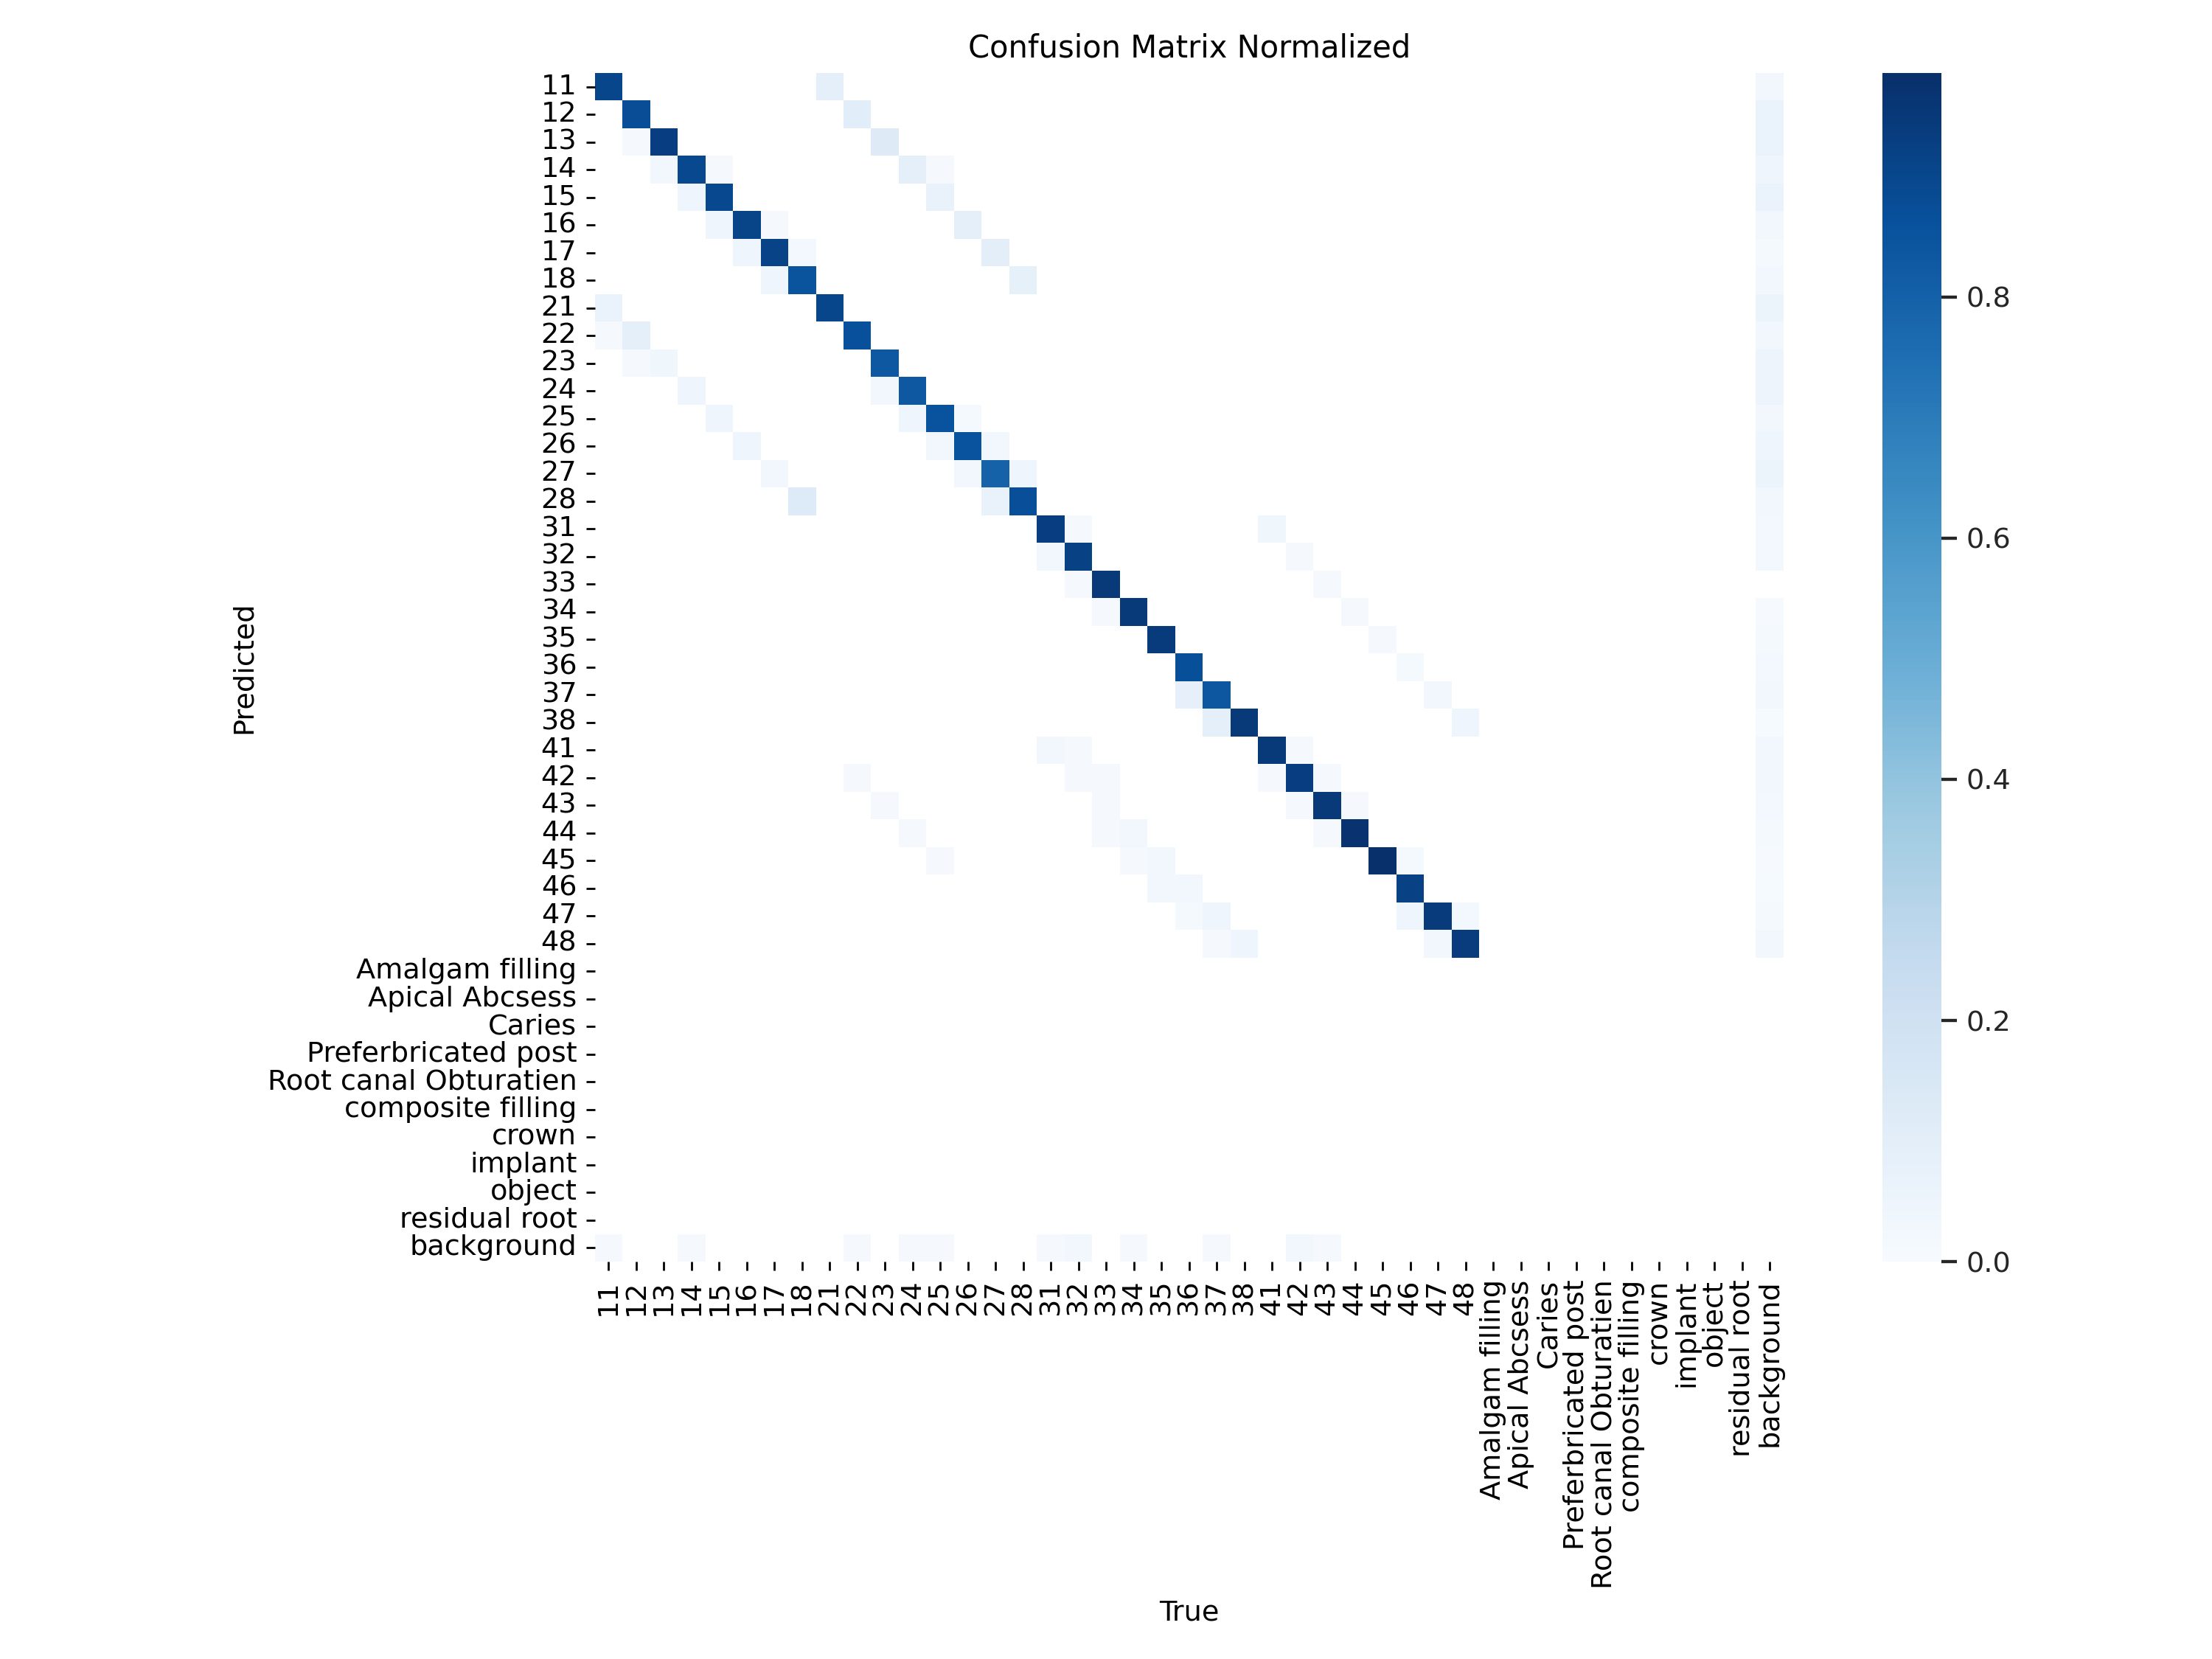 Confusion Matrix Normalized
11
12
13
14
15
16
17
18
21
22
23
24
25
26
27
28
31
32
33
34
35
36
37
38
41
42
43
44
45
46
47
48
Amalgam filling
Apical Abcsess
Caries
Preferbricated post
Root canal Obturatien
composite filling
crown
implant
object
residual root
background
Predicted
11
12
13
14
15
16
17
18
21
22
23
24
25
26
27
28
31
32
33
34
35
36
37
38
41
42
43
44
45
46
47
48
Amalgam filling
Apical Abcsess
Caries
Preferbricated post
Root canal Obturatien
composite filling
crown
implant
object
residual root
background
True
0.8
0.6
0.4
0.2
0.0